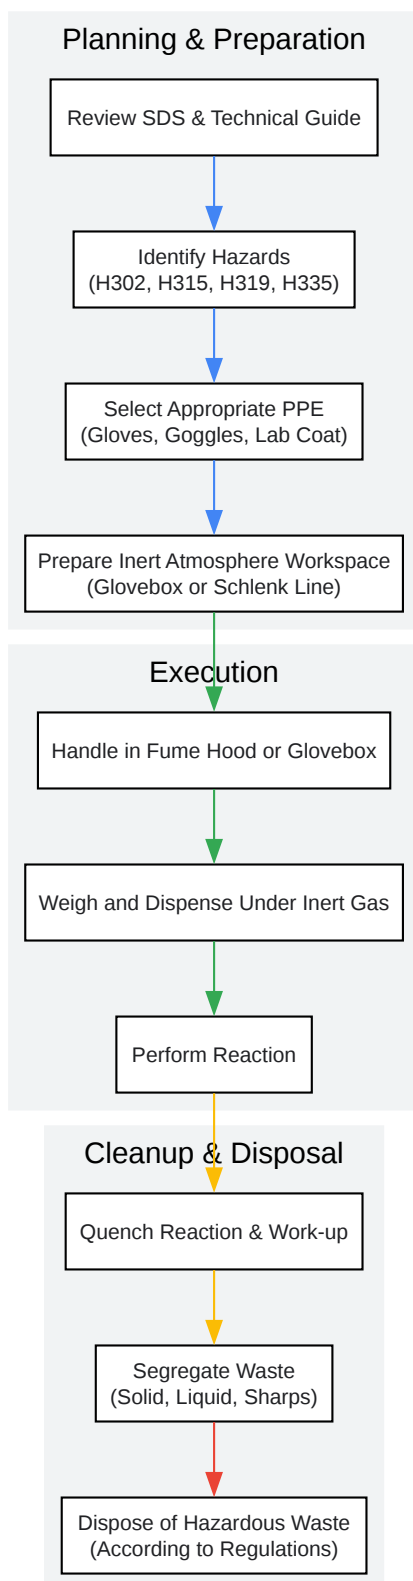 Planning & Preparation
Review SDS & Technical Guide
Identify Hazards
(H302, H315, H319, H335)
Select Appropriate PPE
(Gloves, Goggles, Lab Coat)
Prepare Inert Atmosphere Workspace
(Glovebox or Schlenk Line)
Execution
Handle in Fume Hood or Glovebox
Weigh and Dispense Under Inert Gas
Perform Reaction
Cleanup & Disposal
Quench Reaction & Work-up
Segregate Waste
(Solid, Liquid, Sharps)
Dispose of Hazardous Waste
(According to Regulations)